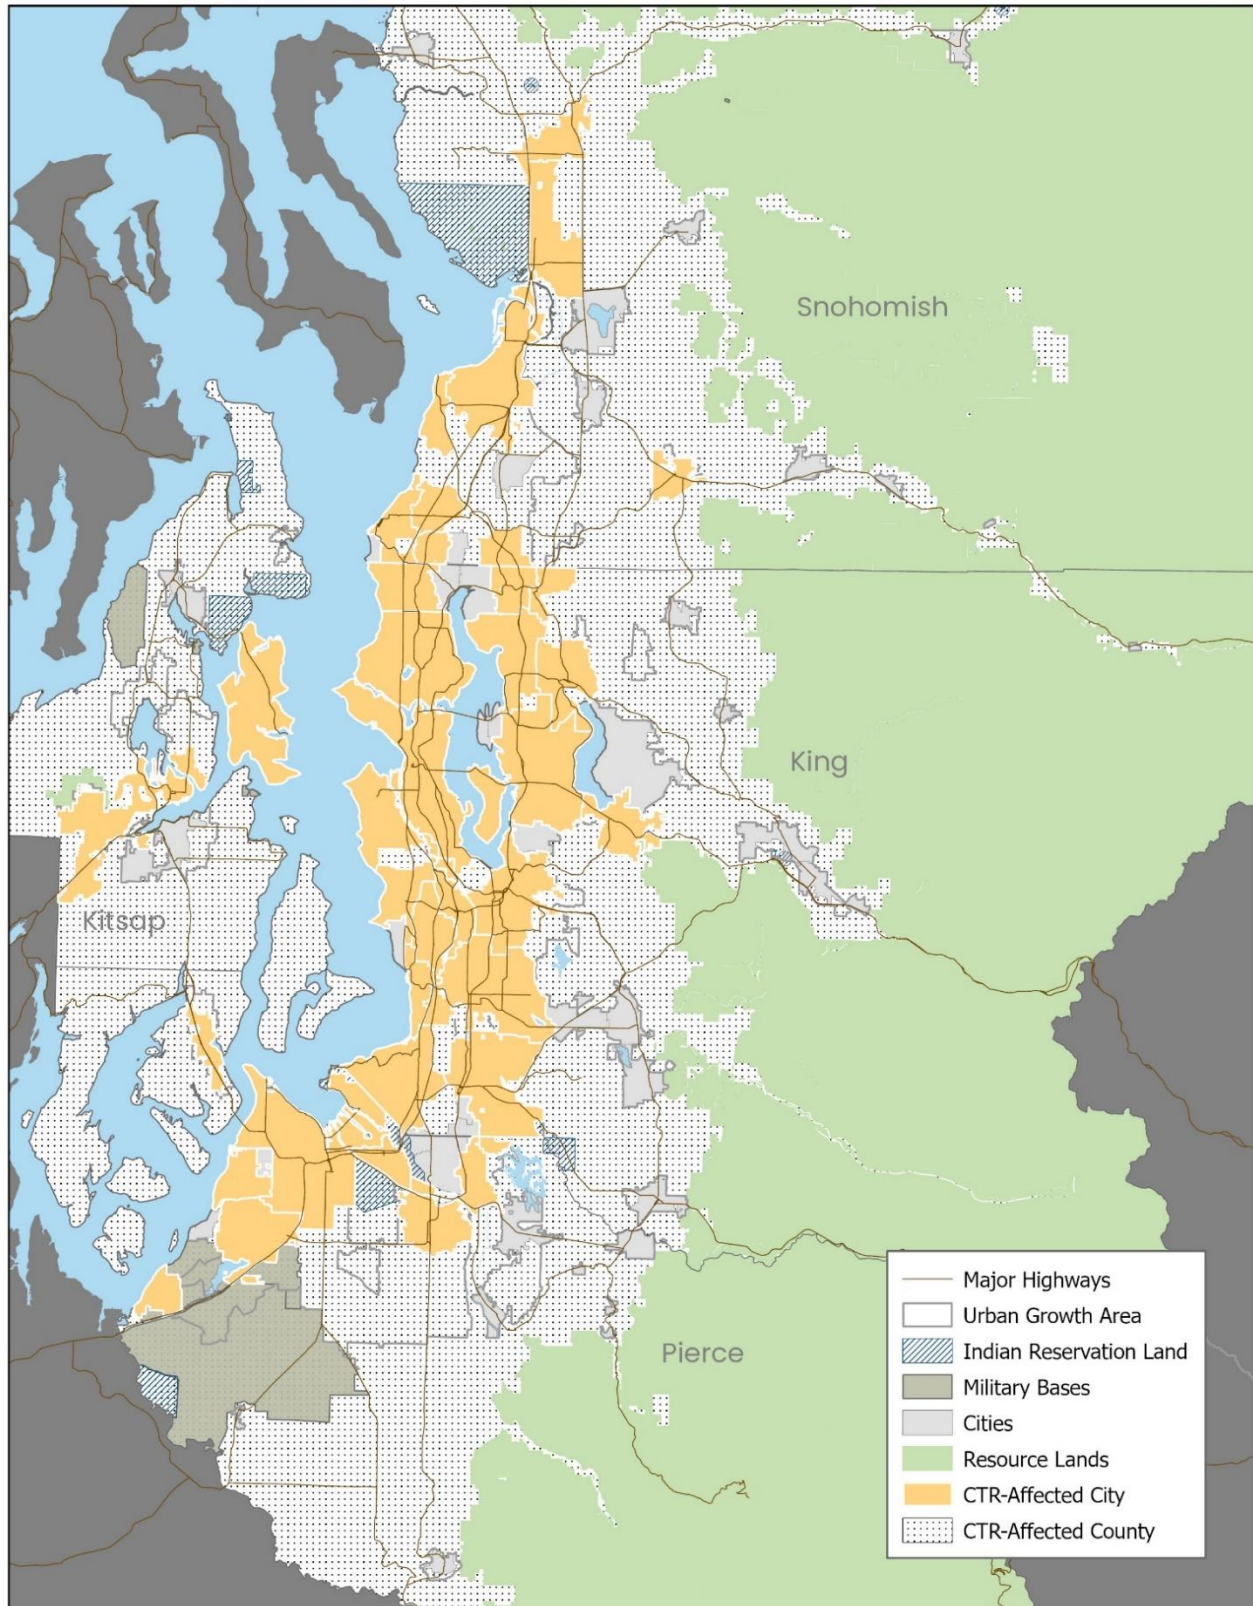 Snohomish
King
Kitsap
Pierce
Major Highways
Urban Growth Area
Indian Reservation Land
Military Bases
Cities
Resource Lands
CTR-Affected City
CTR-Affected County